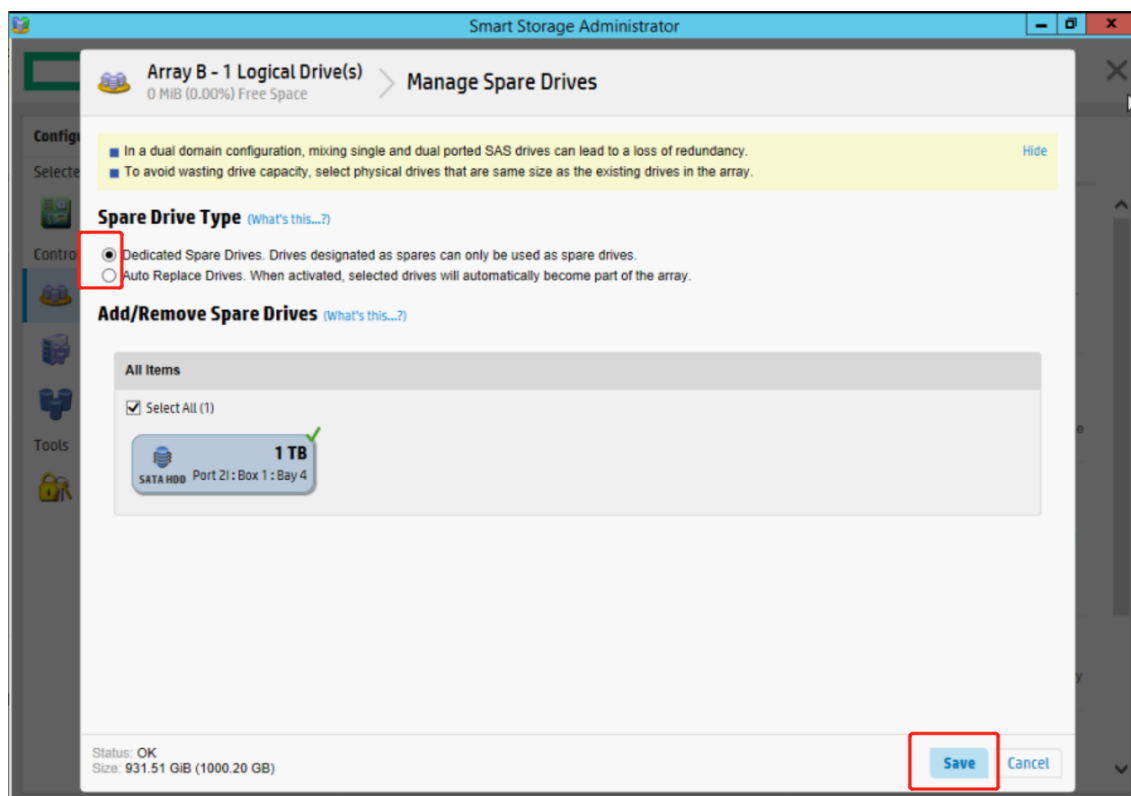 Smart Storage Administrator
Array B - 1 Logical Drive(s)
0 MiB (0.00%) Free Space
Manage Spare Drives
Configu
In a dual domain configuration, mixing single and dual ported SAS drives can lead to a loss of redundancy.
Hide
To avoid wasting drive capacity, select physical drives that are same size as the existing drives in the array.
Selecte
Spare Drive Type (What's this...?)
Contro
Dedicated Spare Drives. Drives designated as spares can only be used as spare drives.
Auto Replace Drives. When activated, selected drives will automatically become part of the array.
Add/Remove Spare Drives (What's this...?)
All Items
Select All (1)
Tools
1 TB
SATA HDD Port 2I : Box 1 : Bay 4
e
y
Status: OK
Size: 931.51 GiB (1000.20 GB)
Save
Cancel